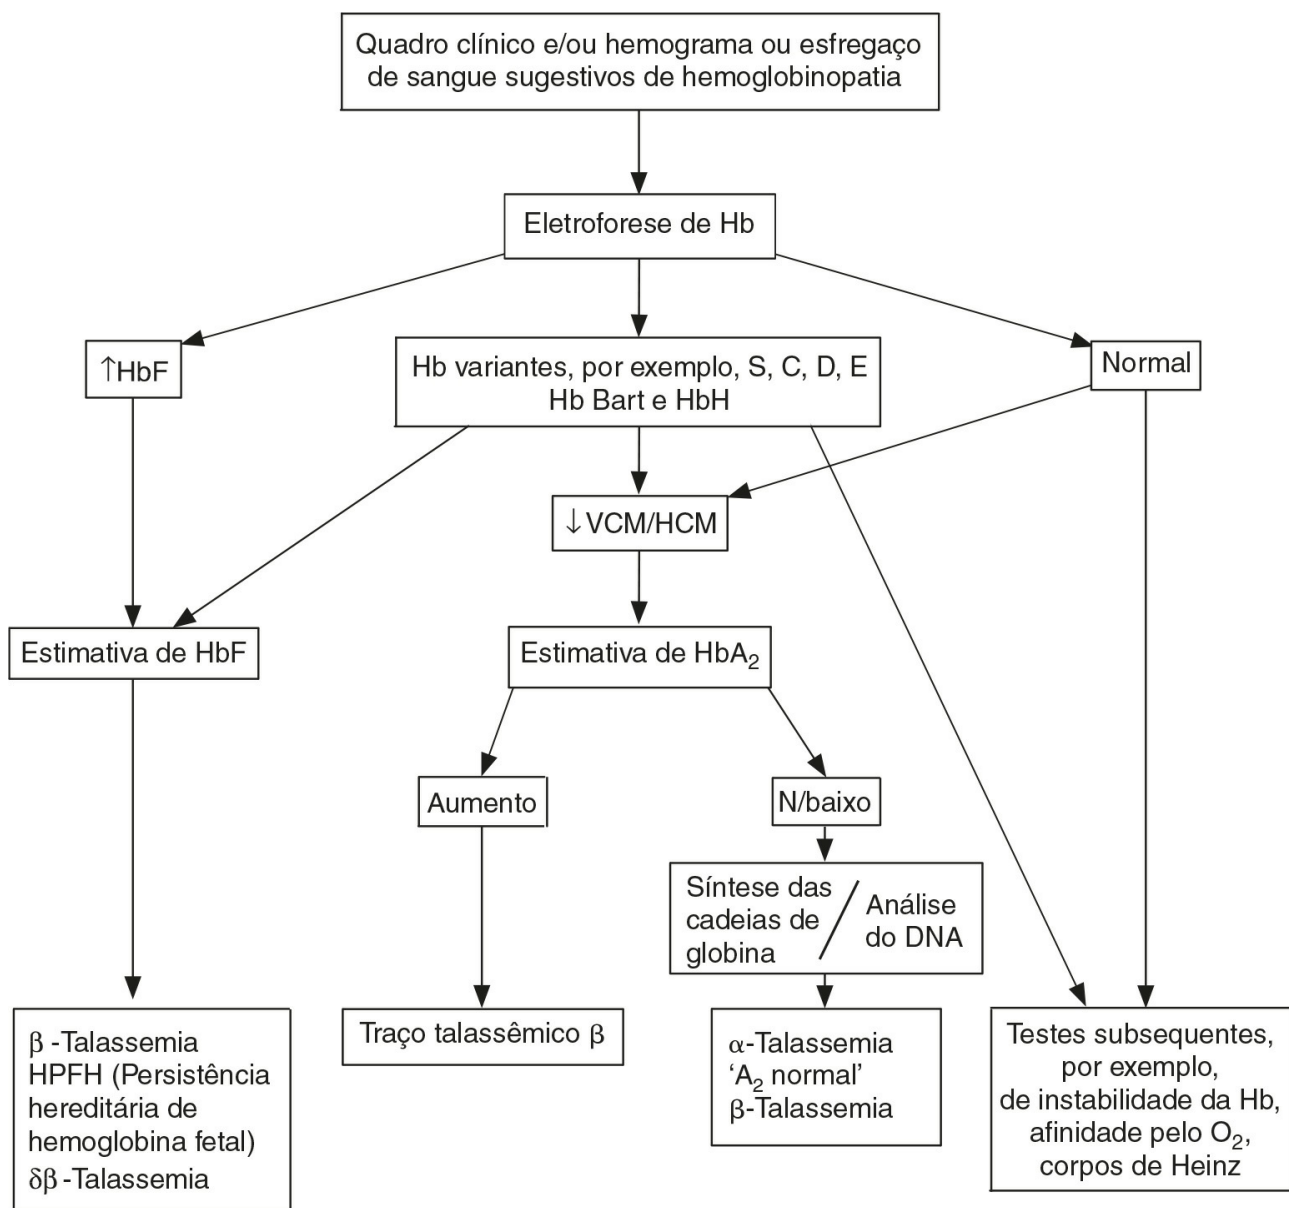 Quadro clínico e/ou hemograma ou esfregaço
de sangue sugestivos de hemoglobinopatia
Eletroforese de Hb
↑HbF
Hb variantes, por exemplo, S, C, D, E
Hb Bart e HbH
Normal
↓VCM/HCM
Estimativa de HbF
Estimativa de HbA₂
Aumento
N/baixo
Síntese das
cadeias de
globina
/
Análise
do DNA
β -Talassemia
HPFH (Persistência
hereditária de
hemoglobina fetal)
δβ-Talassemia
Traço talassêmico β
α-Talassemia
‘A₂ normal’
β-Talassemia
Testes subsequentes,
por exemplo,
de instabilidade da Hb,
afinidade pelo O₂,
corpos de Heinz